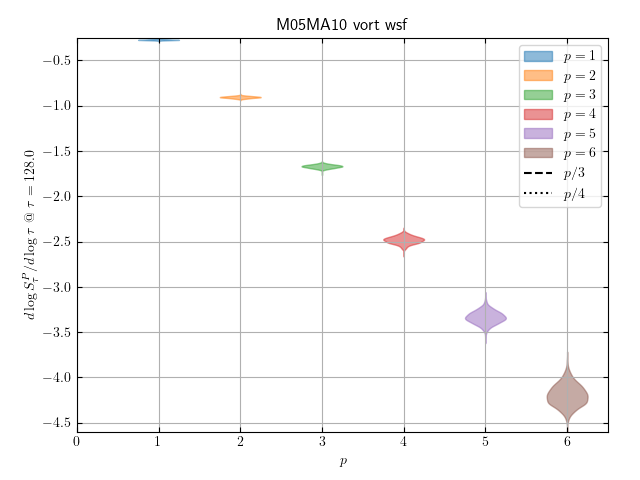 M05MA10 vort wsf
−0.5
−1.0
−1.5
−2.0
−2.5
−3.0
−3.5
−4.0
−4.5
d log S_τ^P / d log τ @ τ = 128.0
0 1 2 3 4 5 6
p
p = 1
p = 2
p = 3
p = 4
p = 5
p = 6
p/3
p/4